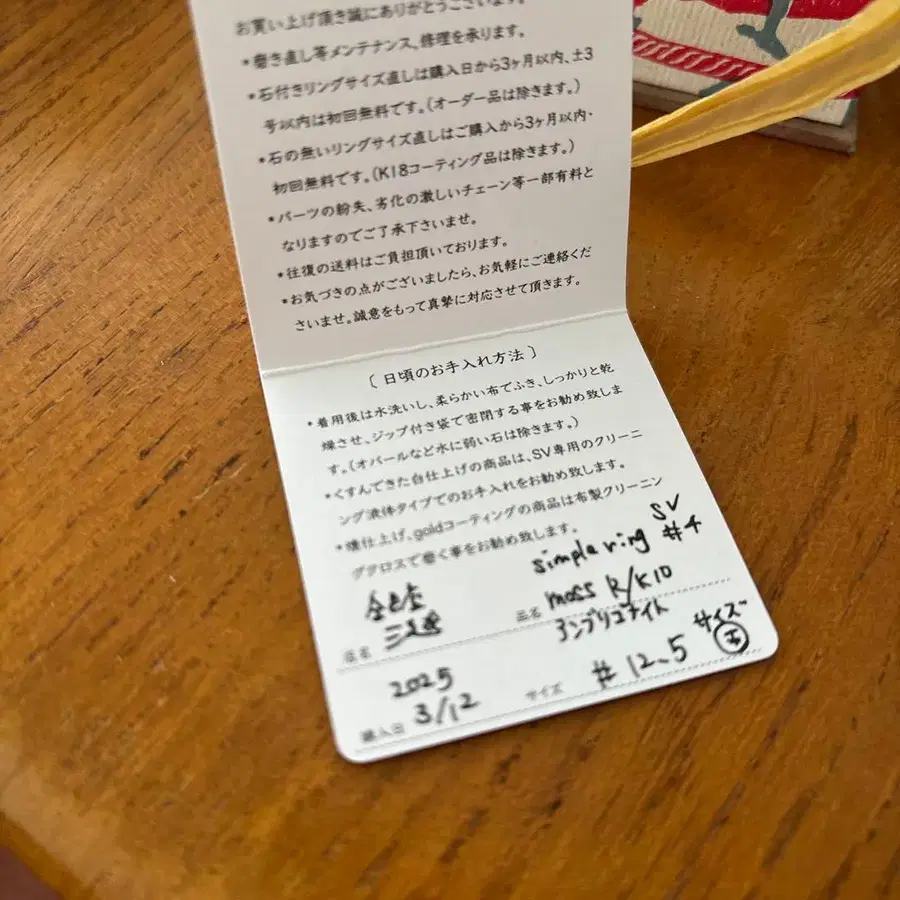 お買い上げ頂き誠にありがとうございます。
*磨き直し等メンテナンス、修理を承ります。
*石付きリングサイズ直しは購入日から3ヶ月以内、±3
号以内は初回無料です。(オーダー品は除きます。)
*石の無いリングサイズ直しはご購入から3ヶ月以内・
初回無料です。(K18コーティング品は除きます。)
*パーツの紛失、劣化の激しいチェーン等一部有料と
なりますのでご了承下さいませ。
*往復の送料はご負担頂いております。
*お気づきの点がございましたら、お気軽にご連絡くだ
さいませ。誠意をもって真摯に対応させて頂きます。
〔日頃のお手入れ方法〕
*着用後は水洗いし、柔らかい布でふき、しっかりと乾
燥させ、ジップ付き袋で密閉する事をお勧め致しま
す。(オパールなど水に弱い石は除きます。)
*くすんできた白仕上げの商品は、SV専用のクリーニ
ング液体タイプでのお手入れをお勧め致します。
*燻仕上げ、goldコーティングの商品は布製クリーニン
グクロスで磨く事をお勧め致します。
店名
三越
品名
simple ring SV #4
moss R/K10
アンブリゴナイト
購入日 2025 3/12
サイズ #12.5 サイズ